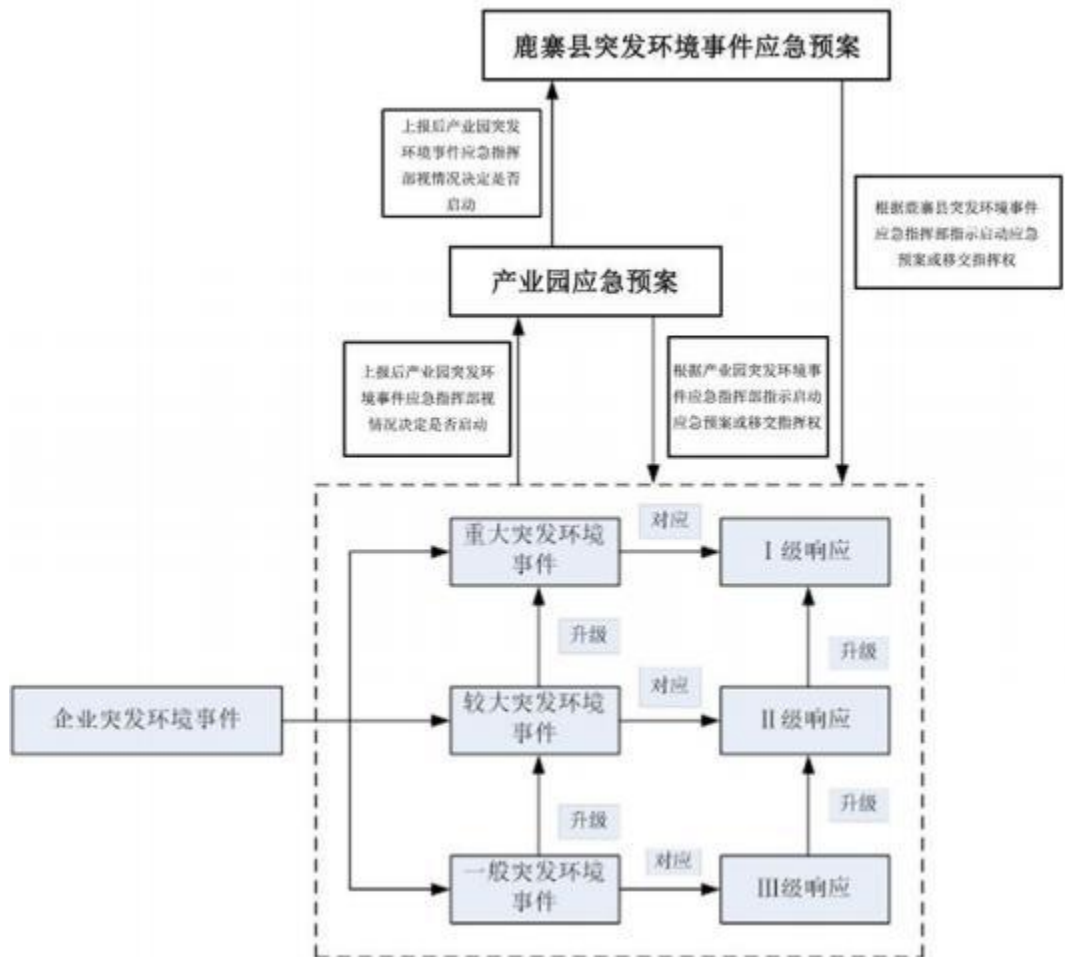 鹿寨县突发环境事件应急预案
上报后产业园突发
环境事件应急指挥
部视情况决定是否
启动
根据鹿寨县突发环境事件
应急指挥部指示启动应急
预案或移交指挥权
产业园应急预案
上报后产业园突发环
境事件应急指挥部视
情况决定是否启动
根据产业园突发环境事
件应急指挥部指示启动
应急预案或移交指挥权
重大突发环境
事件
对应
Ⅰ级响应
升级
升级
企业突发环境事件
较大突发环境
事件
对应
Ⅱ级响应
升级
升级
一般突发环境
事件
对应
Ⅲ级响应